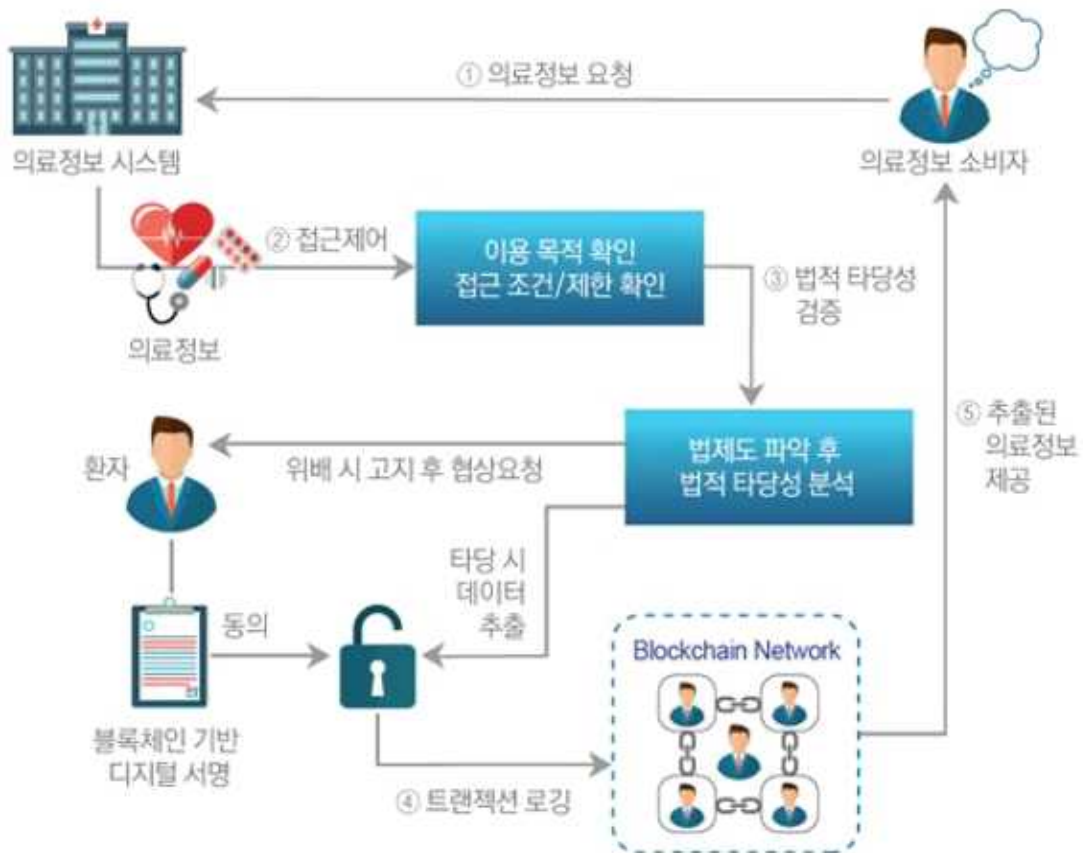 ① 의료정보 요청
의료정보 시스템
의료정보 소비자
② 접근제어
이용 목적 확인
접근 조건/제한 확인
③ 법적 타당성
검증
의료정보
환자
위배 시 고지 후 협상요청
법제도 파악 후
법적 타당성 분석
⑤ 추출된
의료정보
제공
타당 시
데이터
추출
동의
Blockchain Network
블록체인 기반
디지털 서명
④ 트랜젝션 로깅